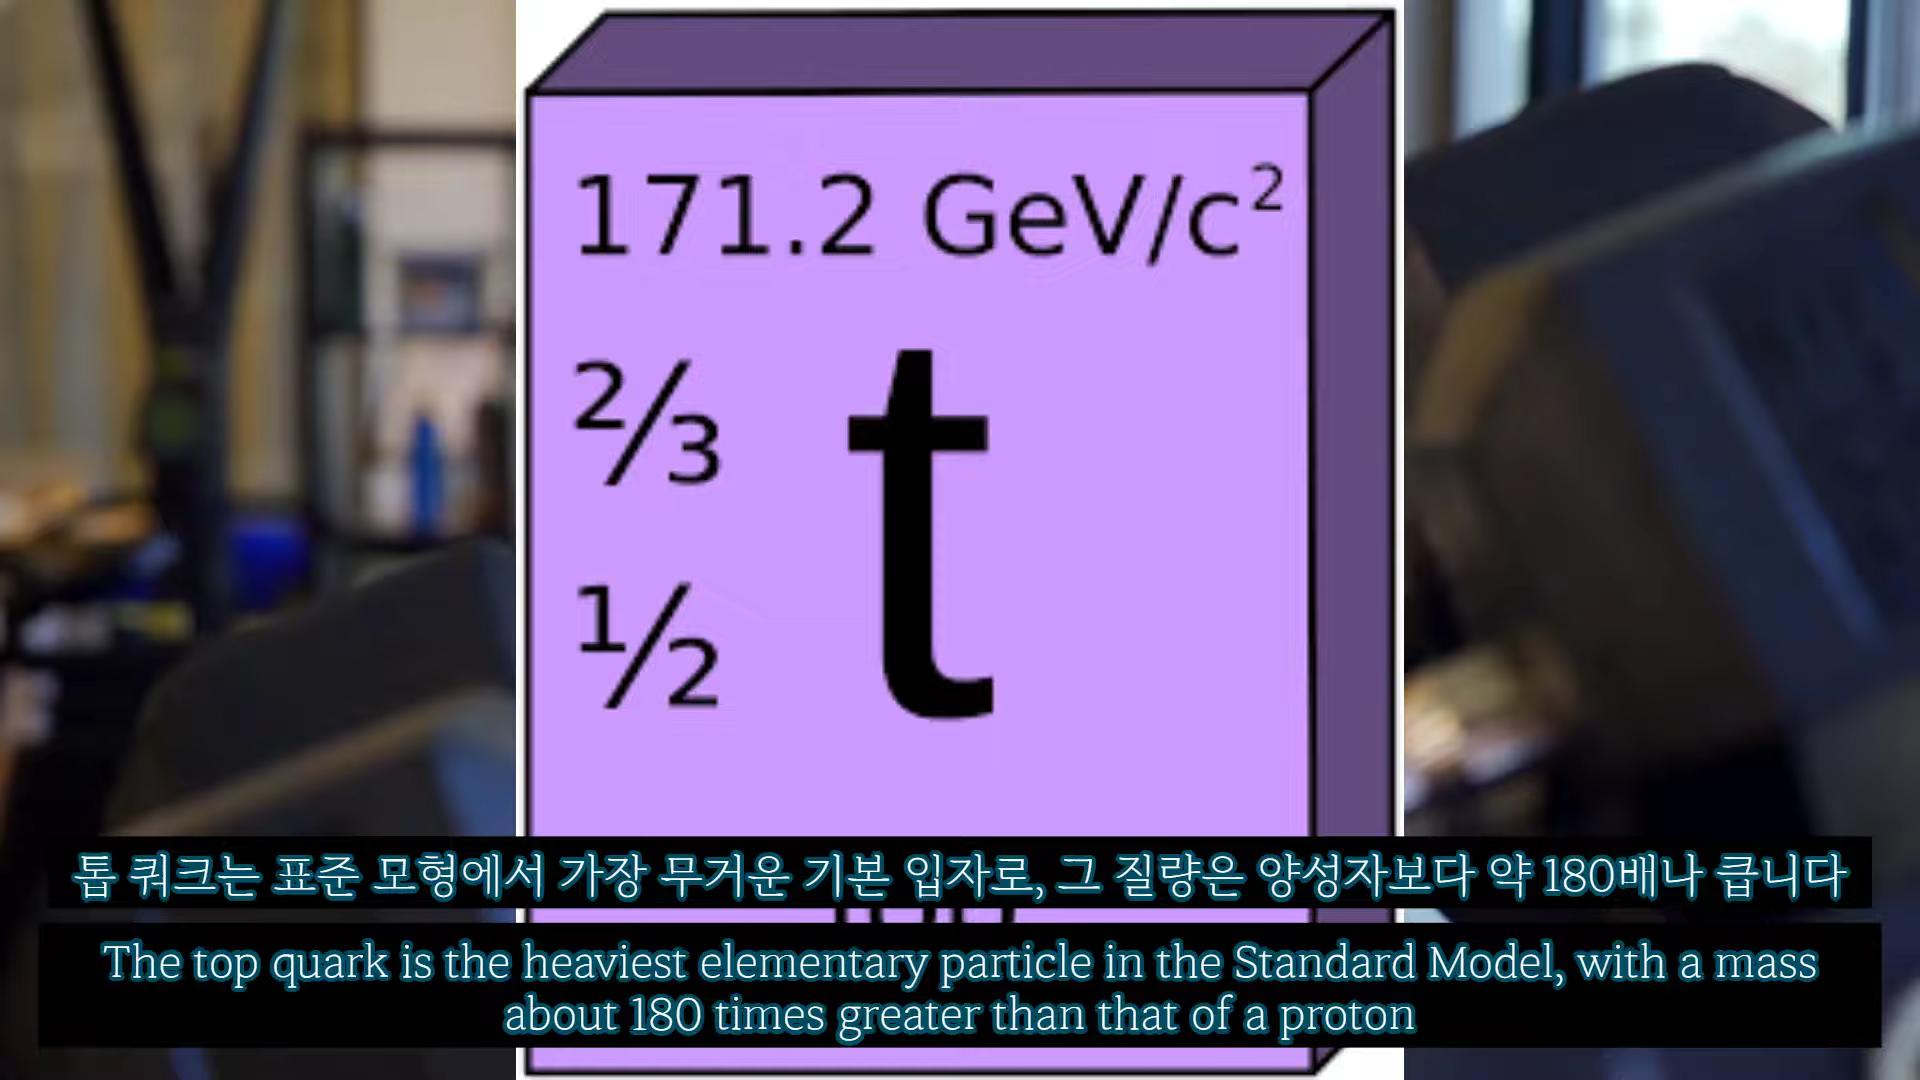 171.2 GeV/c²
⅔
t
½
톱 쿼크는 표준 모형에서 가장 무거운 기본 입자로, 그 질량은 양성자보다 약 180배나 큽니다
The top quark is the heaviest elementary particle in the Standard Model, with a mass
about 180 times greater than that of a proton